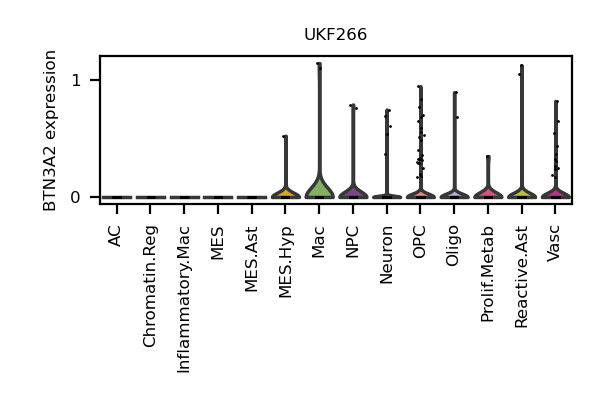 UKF266
BTN3A2 expression
1
0
AC
Chromatin.Reg
Inflammatory.Mac
MES
MES.Ast
MES.Hyp
Mac
NPC
Neuron
OPC
Oligo
Prolif.Metab
Reactive.Ast
Vasc